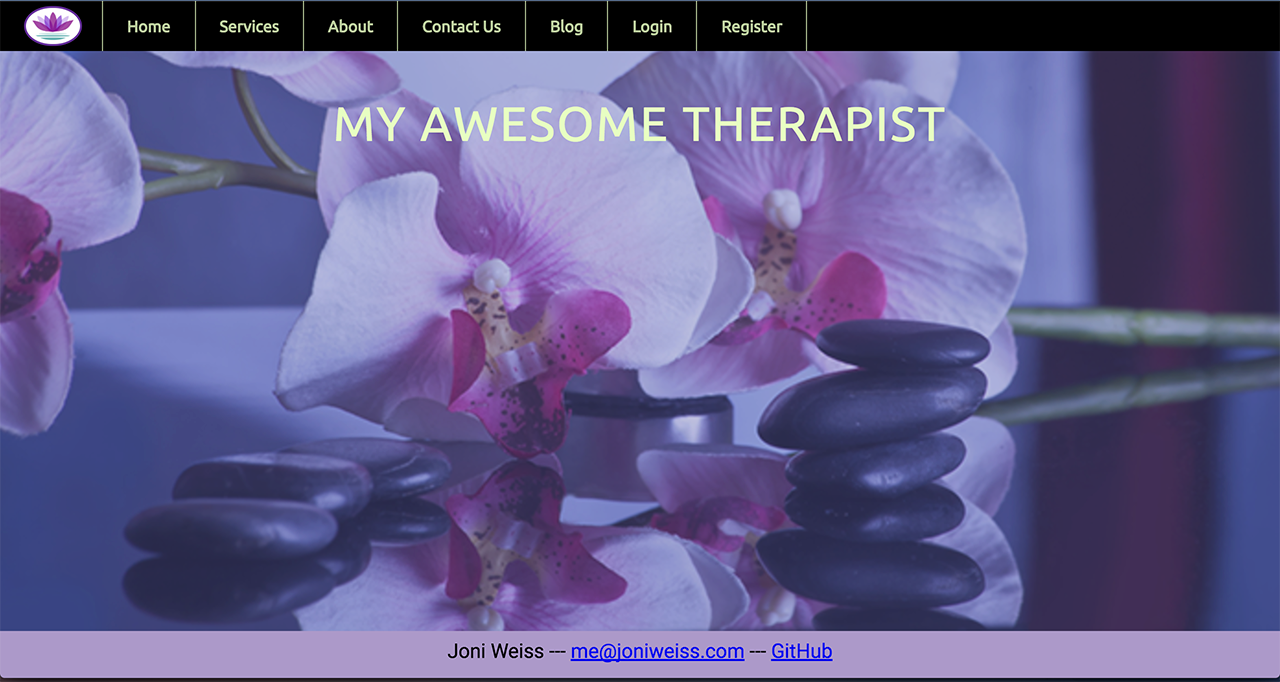 Home Services About Contact Us Blog Login Register
MY AWESOME THERAPIST
Joni Weiss --- me@joniweiss.com --- GitHub